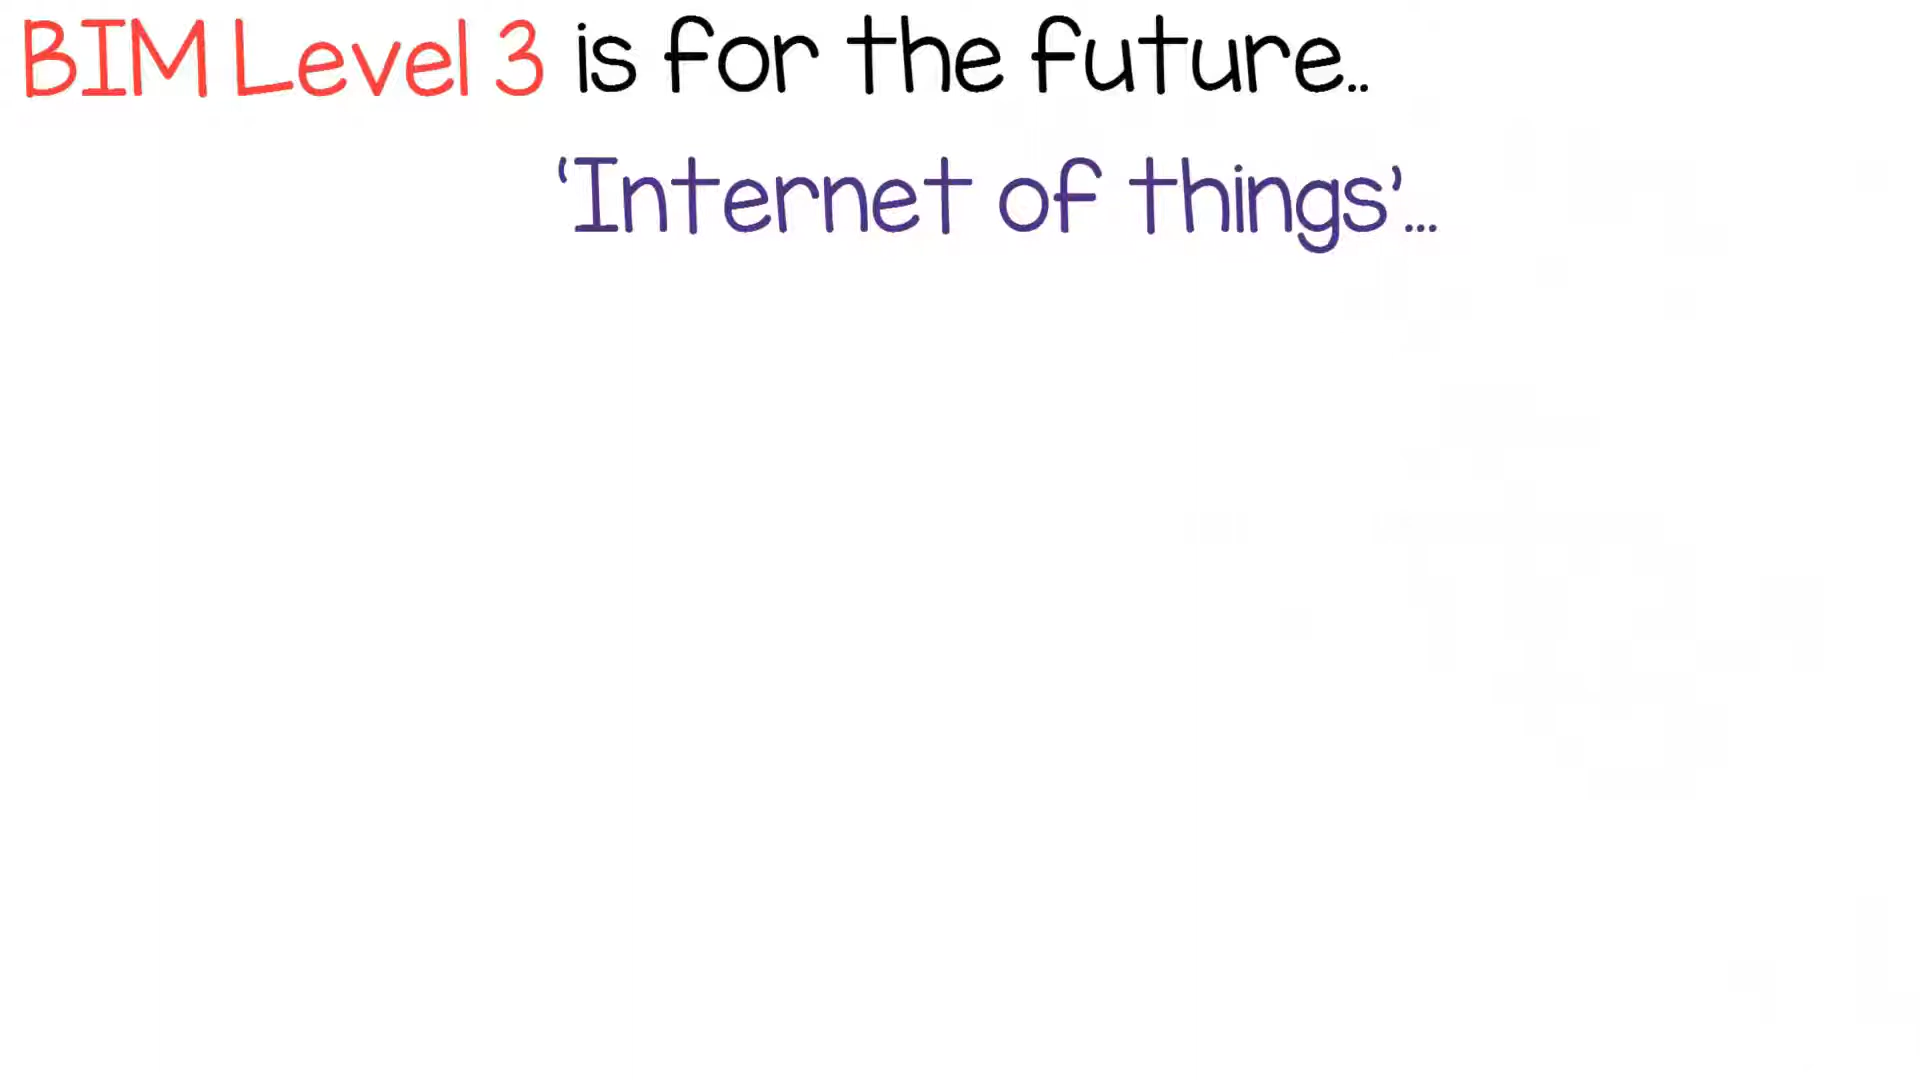 BIM Level 3 is for the future..
‘Internet of things’...